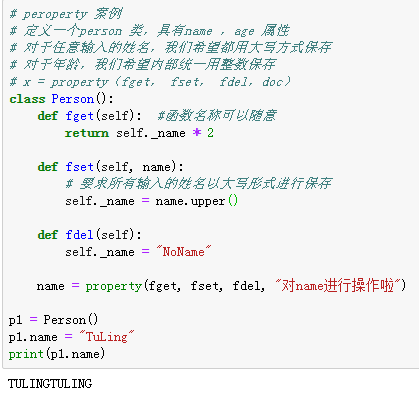 # peroperty 案例
# 定义一个person 类，具有name ，age 属性
# 对于任意输入的姓名，我们希望都用大写方式保存
# 对于年龄，我们希望内部统一用整数保存
# x = property（fget， fset， fdel，doc）
class Person():
    def fget(self):  #函数名称可以随意
        return self._name * 2

    def fset(self, name):
        # 要求所有输入的姓名以大写形式进行保存
        self._name = name.upper()

    def fdel(self):
        self._name = "NoName"

    name = property(fget, fset, fdel, "对name进行操作啦")

p1 = Person()
p1.name = "TuLing"
print(p1.name)
TULINGTULING